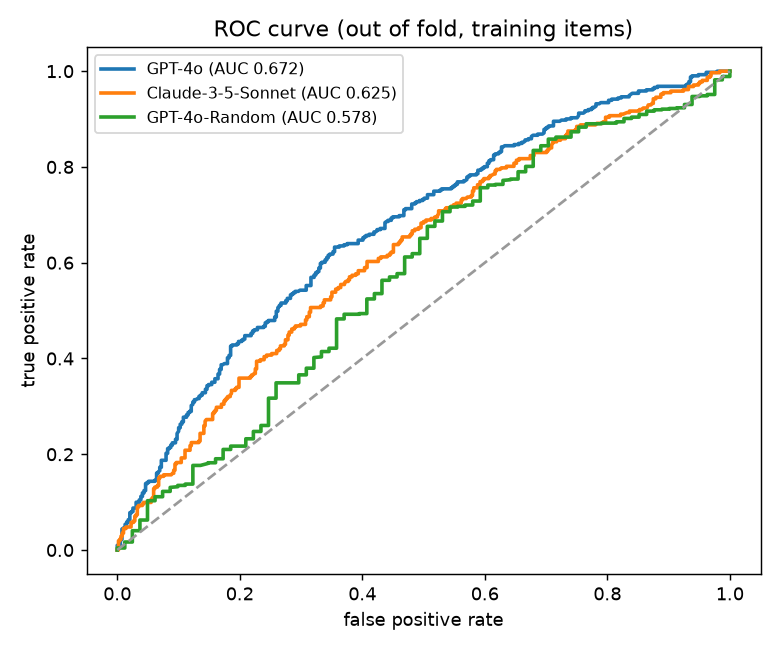 ROC curve (out of fold, training items)
GPT-4o (AUC 0.672)
Claude-3-5-Sonnet (AUC 0.625)
GPT-4o-Random (AUC 0.578)
true positive rate
1.0
0.8
0.6
0.4
0.2
0.0
0.0 0.2 0.4 0.6 0.8 1.0
false positive rate